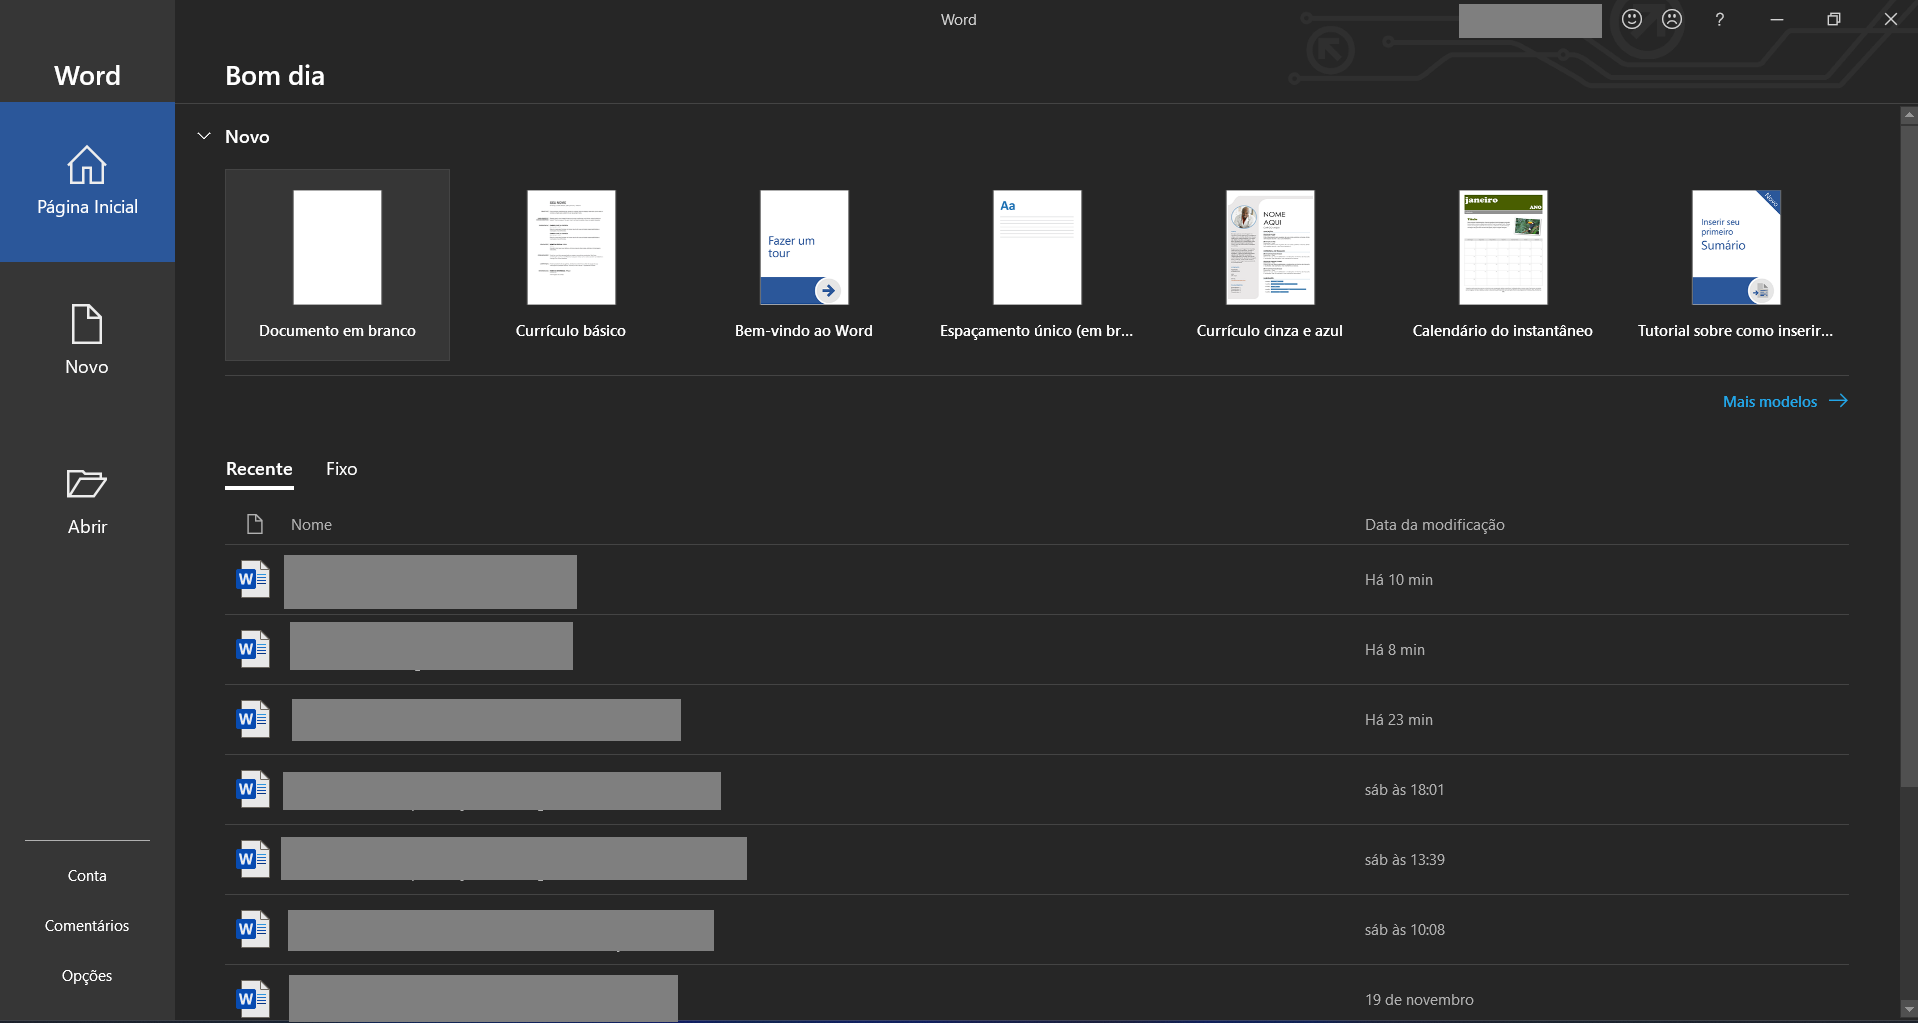 Word
?
Word
Bom dia
Página Inicial
Novo
Abrir
Conta
Comentários
Opções
Novo
Documento em branco
Currículo básico
Fazer um
tour
Bem-vindo ao Word
Aa
Espaçamento único (em br...
NOME
AQUI
Currículo cinza e azul
janeiro
ANO
Calendário do instantâneo
Novo
Inserir seu
primeiro
Sumário
Tutorial sobre como inserir...
Mais modelos
Recente Fixo
Nome Data da modificação
W Há 10 min
W Há 8 min
W Há 23 min
W sáb às 18:01
W sáb às 13:39
W sáb às 10:08
W 19 de novembro